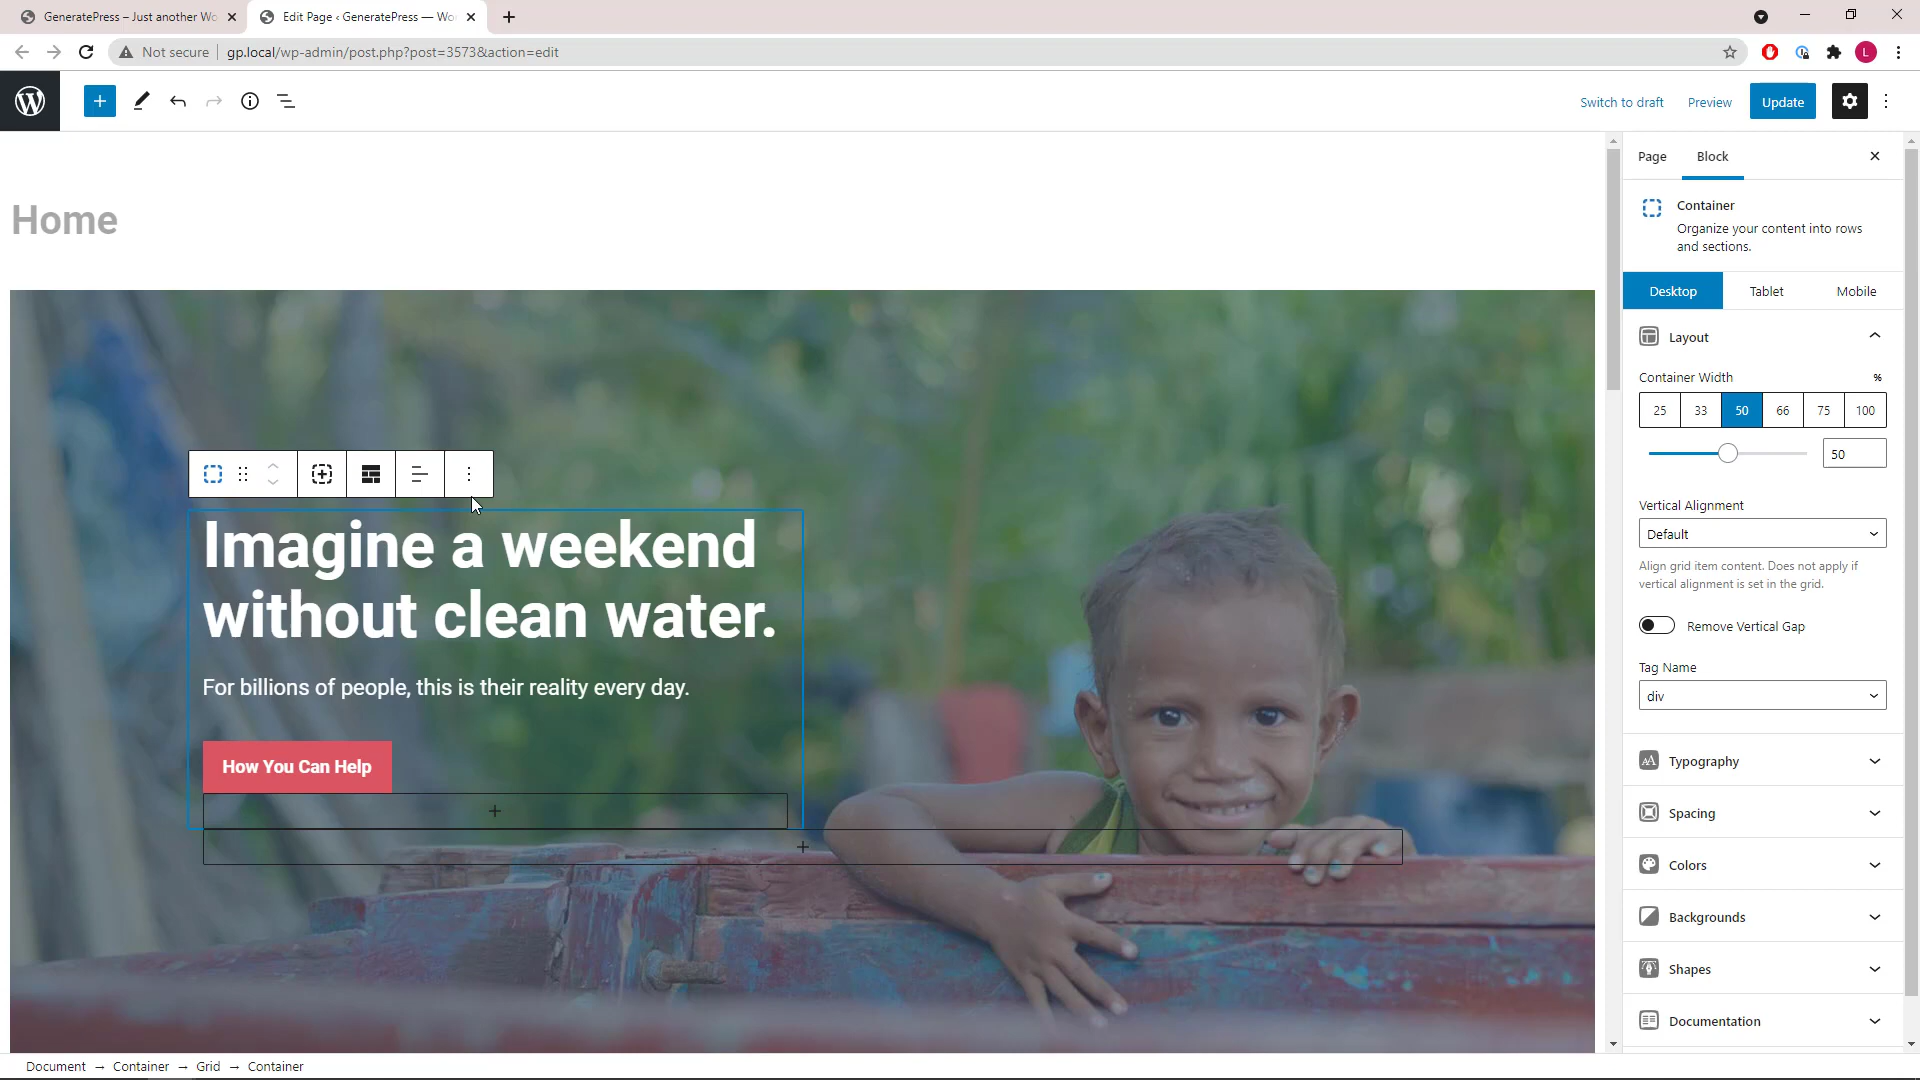 GeneratePress – Just another Wo
Edit Page ‹ GeneratePress — Wor
Not secure
gp.local/wp-admin/post.php?post=3573&action=edit
L
Switch to draft
Preview
Update
Page
Block
Home
Container
Organize your content into rows
and sections.
Desktop
Tablet
Mobile
Layout
Container Width
%
25
33
50
66
75
100
50
Vertical Alignment
Default
Align grid item content. Does not apply if
vertical alignment is set in the grid.
Remove Vertical Gap
Tag Name
div
Typography
Spacing
Colors
Backgrounds
Shapes
Documentation
Imagine a weekend
without clean water.
For billions of people, this is their reality every day.
How You Can Help
Document → Container → Grid → Container